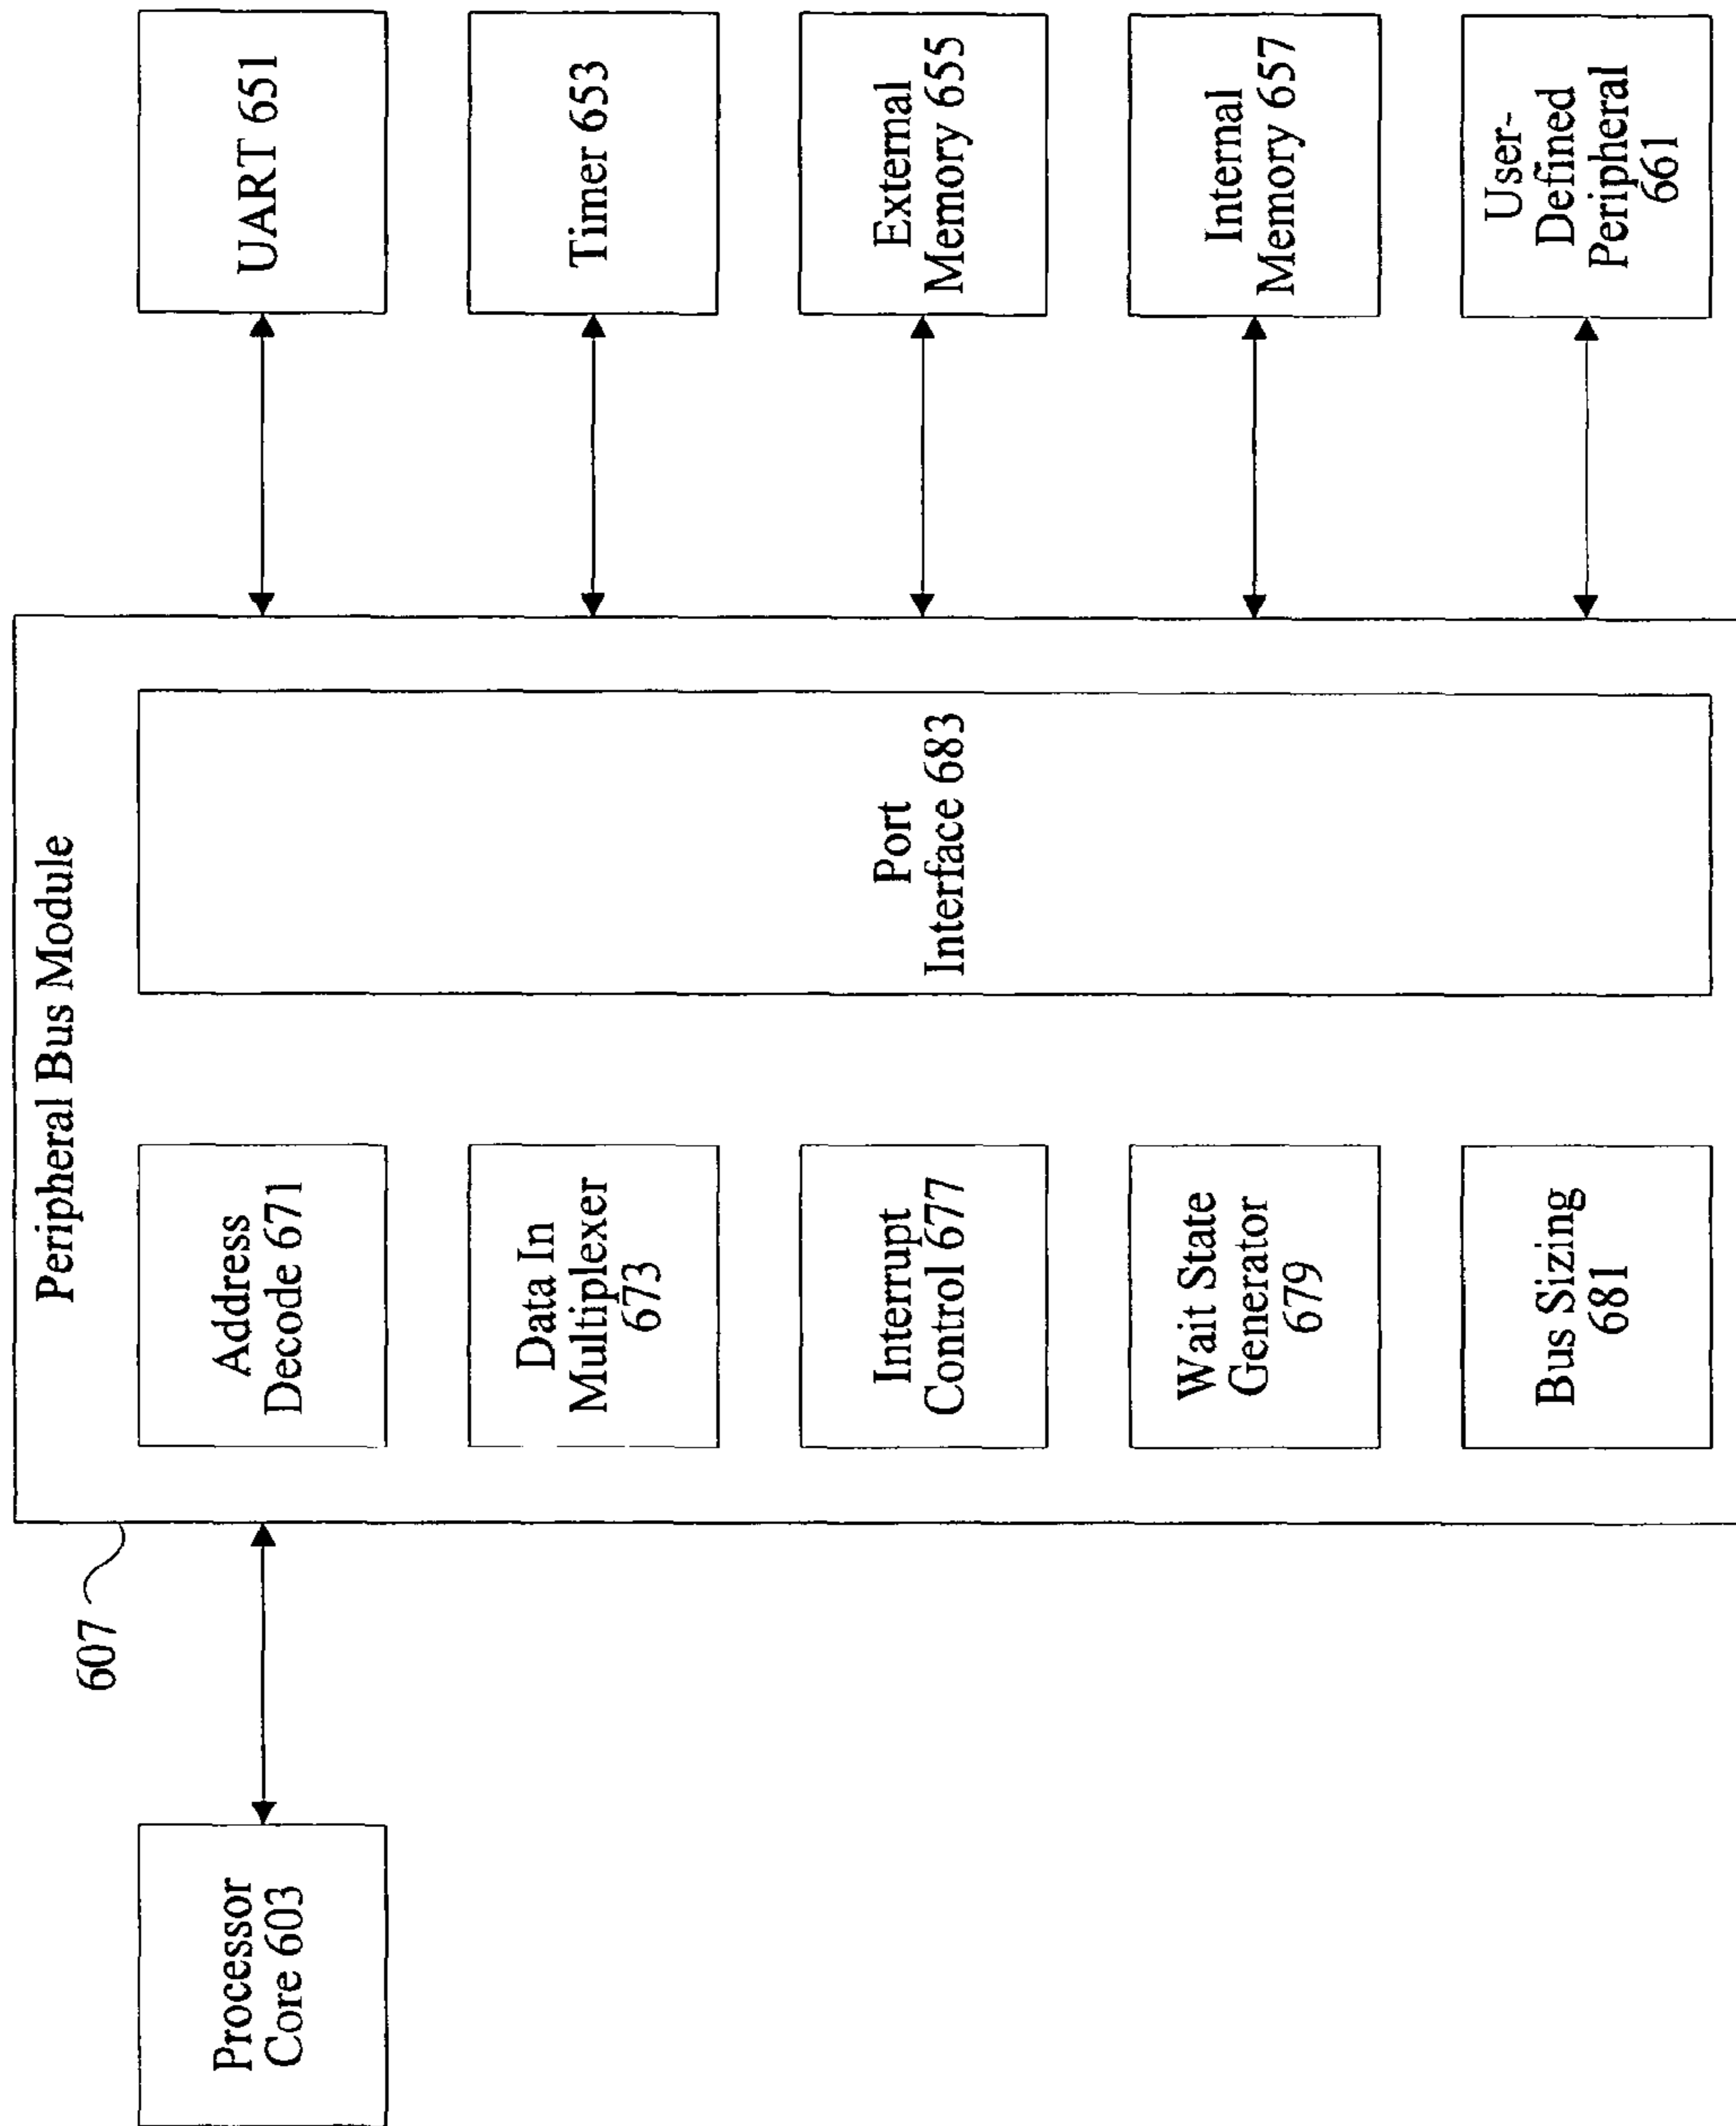 Peripheral Bus Module
607
Processor
Core 603
Address
Decode 671
Data In
Multiplexer
673
Interrupt
Control 677
Wait State
Generator
679
Bus Sizing
681
Port
Interface 683
UART 651
Timer 653
External
Memory 655
Internal
Memory 657
User-
Defined
Peripheral
661